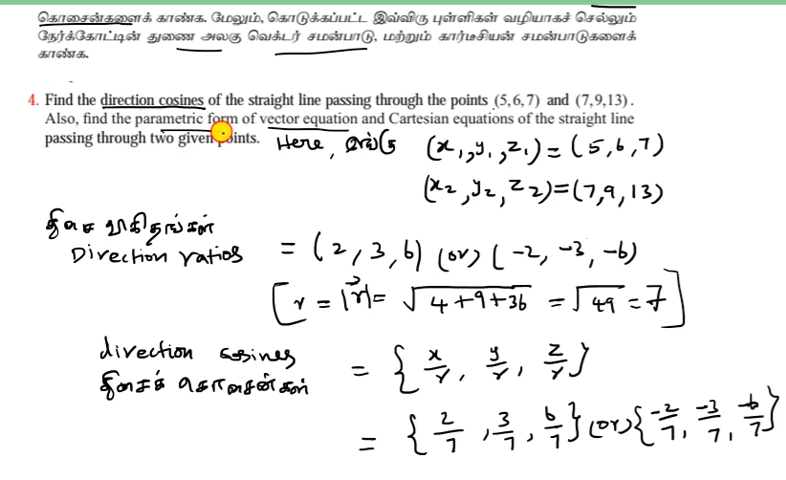 கொசைன்களைக் காண்க. மேலும், கொடுக்கப்பட்ட இவ்விரு புள்ளிகள் வழியாகச் செல்லும்
நேர்க்கோட்டின் துணை அலகு வெக்டர் சமன்பாடு, மற்றும் கார்டீசியன் சமன்பாடுகளைக்
காண்க.
4. Find the direction cosines of the straight line passing through the points (5,6,7) and (7,9,13).
Also, find the parametric form of vector equation and Cartesian equations of the straight line
passing through two given points. Here, இங்கு (x₁,y₁,z₁)=(5,6,7)
(x₂,y₂,z₂)=(7,9,13)
திசை விகிதங்கள்
Direction ratios = (2,3,6) (or) (-2,-3,-6)
[r = |r⃗| = √4+9+36 = √49 = 7]
direction cosines = {x/r, y/r, z/r}
திசைக் கொசைன்கள்
= {2/7, 3/7, 6/7} (or) {-2/7, -3/7, -6/7}